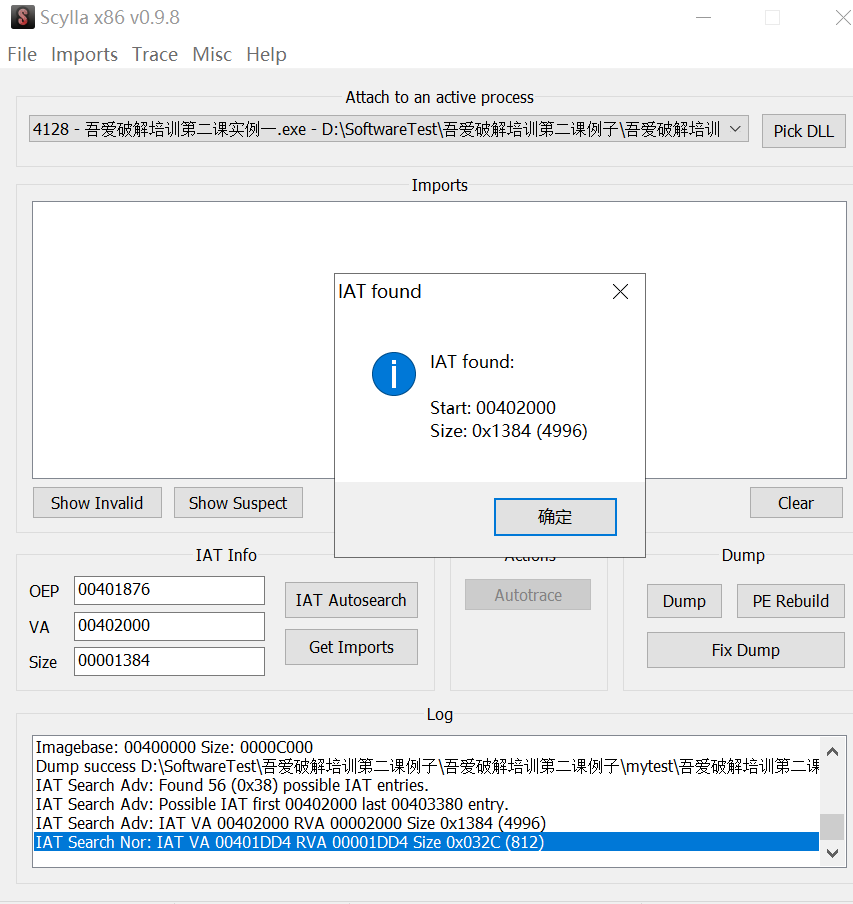 Scylla x86 v0.9.8
File Imports Trace Misc Help
Attach to an active process
4128 - 吾爱破解培训第二课实例一.exe - D:\SoftwareTest\吾爱破解培训第二课例子\吾爱破解培训
Pick DLL
Imports
IAT found
IAT found:
Start: 00402000
Size: 0x1384 (4996)
确定
Show Invalid
Show Suspect
Clear
IAT Info
OEP 00401876
VA 00402000
Size 00001384
IAT Autosearch
Get Imports
Actions
Autotrace
Dump
Dump
PE Rebuild
Fix Dump
Log
Imagebase: 00400000 Size: 0000C000
Dump success D:\SoftwareTest\吾爱破解培训第二课例子\吾爱破解培训第二课例子\mytest\吾爱破解培训第二课
IAT Search Adv: Found 56 (0x38) possible IAT entries.
IAT Search Adv: Possible IAT first 00402000 last 00403380 entry.
IAT Search Adv: IAT VA 00402000 RVA 00002000 Size 0x1384 (4996)
IAT Search Nor: IAT VA 00401DD4 RVA 00001DD4 Size 0x032C (812)